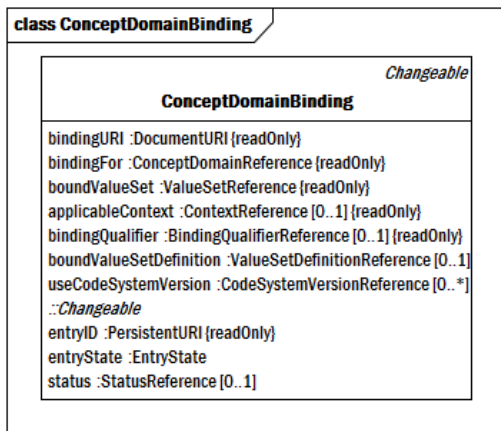 class ConceptDomainBinding
Changeable
ConceptDomainBinding
bindingURI :DocumentURI {readOnly}
bindingFor :ConceptDomainReference {readOnly}
boundValueSet :ValueSetReference {readOnly}
applicableContext :ContextReference [0..1] {readOnly}
bindingQualifier :BindingQualifierReference [0..1] {readOnly}
boundValueSetDefinition :ValueSetDefinitionReference [0..1]
useCodeSystemVersion :CodeSystemVersionReference [0..*]
::Changeable
entryID :PersistentURI {readOnly}
entryState :EntryState
status :StatusReference [0..1]